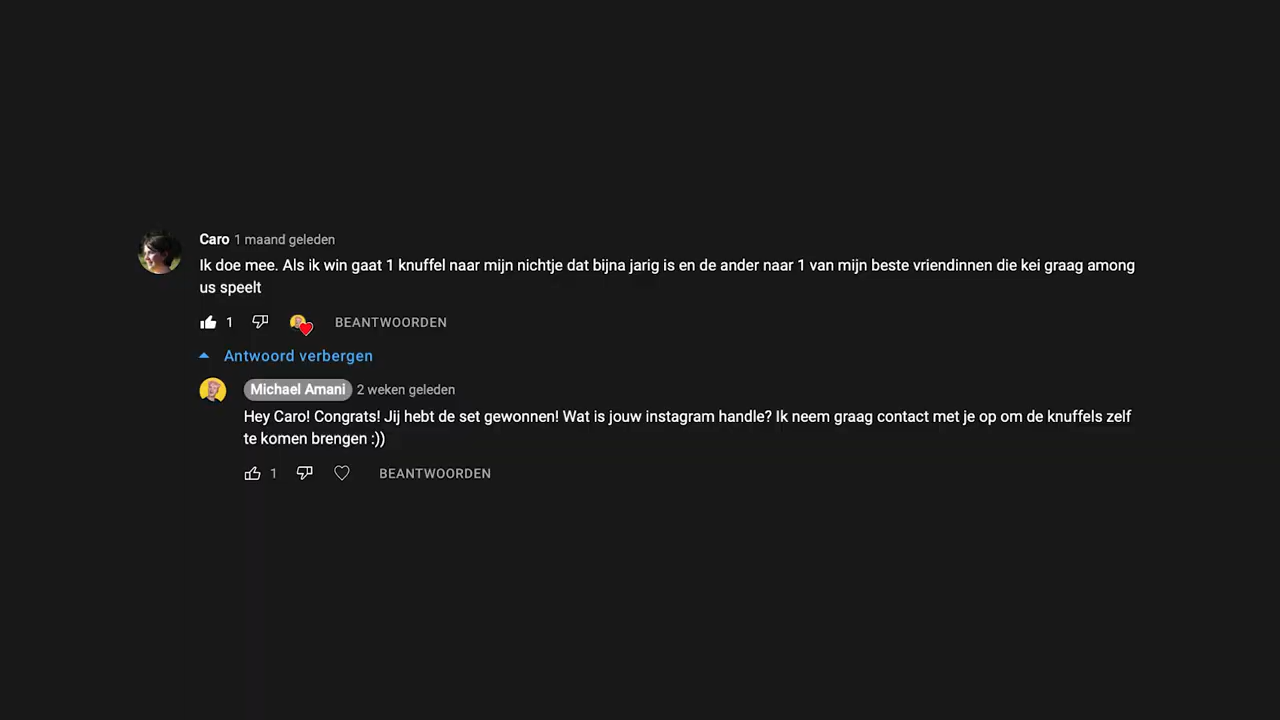 Caro 1 maand geleden
Ik doe mee. Als ik win gaat 1 knuffel naar mijn nichtje dat bijna jarig is en de ander naar 1 van mijn beste vriendinnen die kei graag among
us speelt
1 BEANTWOORDEN
Antwoord verbergen
Michael Amani 2 weken geleden
Hey Caro! Congrats! Jij hebt de set gewonnen! Wat is jouw instagram handle? Ik neem graag contact met je op om de knuffels zelf
te komen brengen :))
1 BEANTWOORDEN